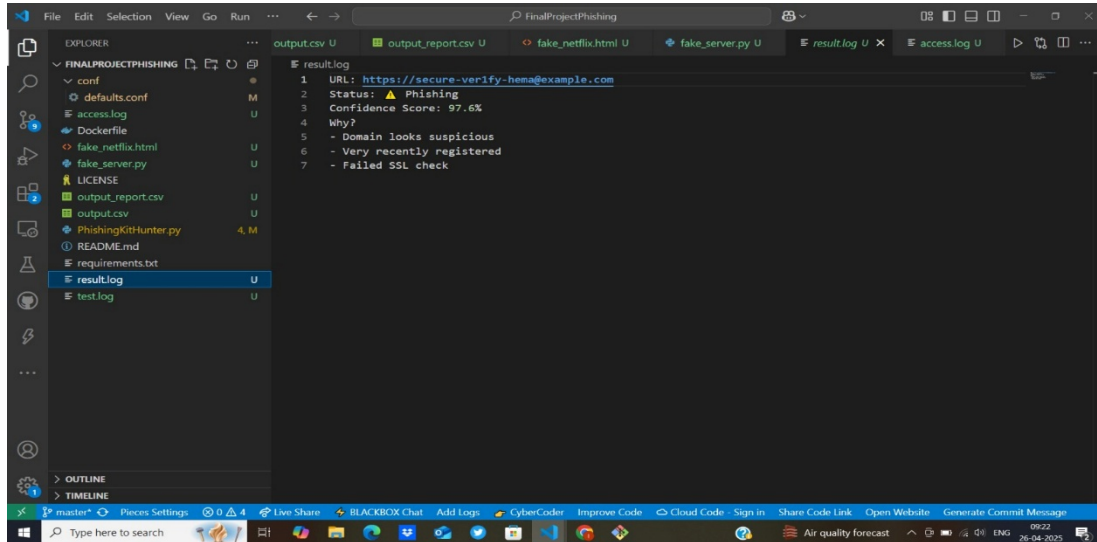 File Edit Selection View Go Run ... FinalProjectPhishing
EXPLORER ...
output.csv U output_report.csv U fake_netflix.html U fake_server.py U result.log U access.log U
FINALPROJECTPHISHING
result.log
conf
defaults.conf M
access.log U
Dockerfile
fake_netflix.html U
fake_server.py U
LICENSE
output_report.csv U
output.csv U
PhishingKitHunter.py 4, M
README.md
requirements.txt
result.log U
test.log U
1 URL: https://secure-ver1fy-hema@example.com
2 Status: ⚠ Phishing
3 Confidence Score: 97.6%
4 Why?
5 - Domain looks suspicious
6 - Very recently registered
7 - Failed SSL check
9
2
1
OUTLINE
TIMELINE
master* Pieces Settings 0 4 Live Share BLACKBOX Chat Add Logs CyberCoder Improve Code Cloud Code - Sign in Share Code Link Open Website Generate Commit Message
Type here to search Air quality forecast ENG 09:22
26-04-2025